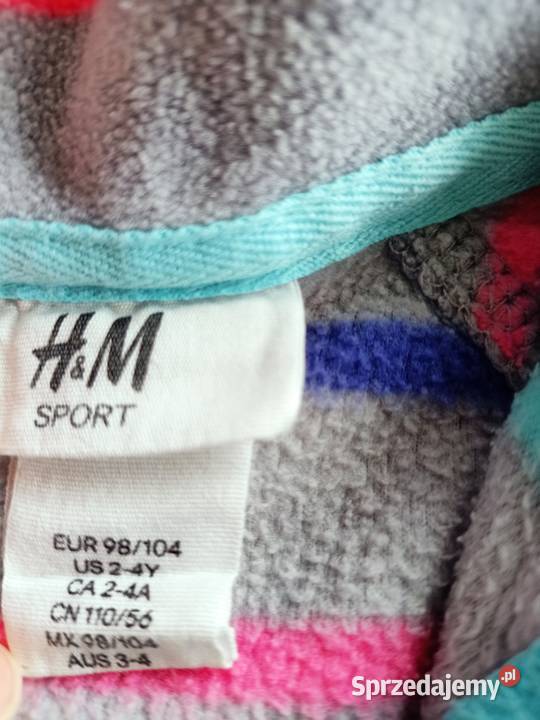 H&M
SPORT
EUR 98/104
US 2-4Y
CA 2-4A
CN 110/56
MX 98/104
AUS 3-4
Sprzedajemy.pl